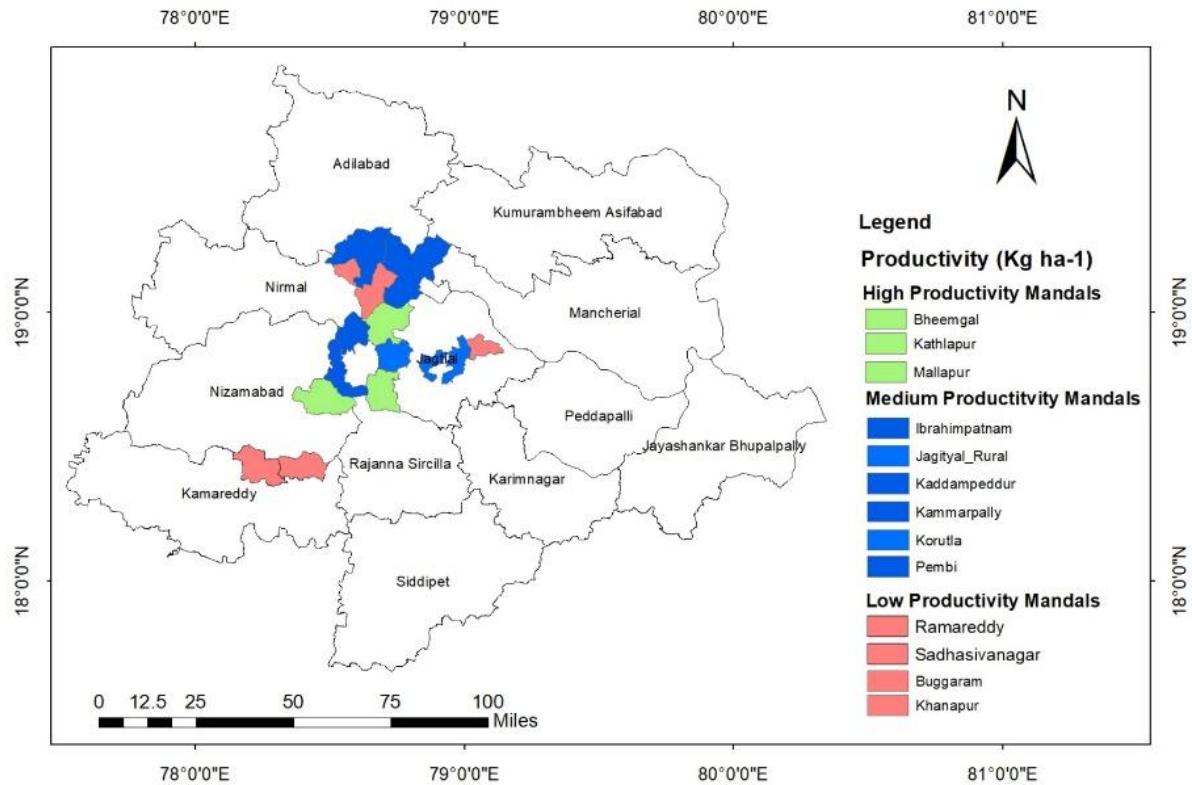 78°0'0"E 79°0'0"E 80°0'0"E 81°0'0"E
N
Adilabad
Kumurambheem Asifabad
Nirmal
Mancherial
19°0'0"N
19°0'0"N
Jagtial
Nizamabad
Peddapalli
Jayashankar Bhupalpally
Rajanna Sircilla
Karimnagar
Kamareddy
Siddipet
18°0'0"N
18°0'0"N
Legend
Productivity (Kg ha-1)
High Productivity Mandals
Bheemgal
Kathlapur
Mallapur
Medium Productitvity Mandals
Ibrahimpatnam
Jagityal_Rural
Kaddampeddur
Kammarpally
Korutla
Pembi
Low Productivity Mandals
Ramareddy
Sadhasivanagar
Buggaram
Khanapur
0 12.5 25 50 75 100
Miles
78°0'0"E 79°0'0"E 80°0'0"E 81°0'0"E